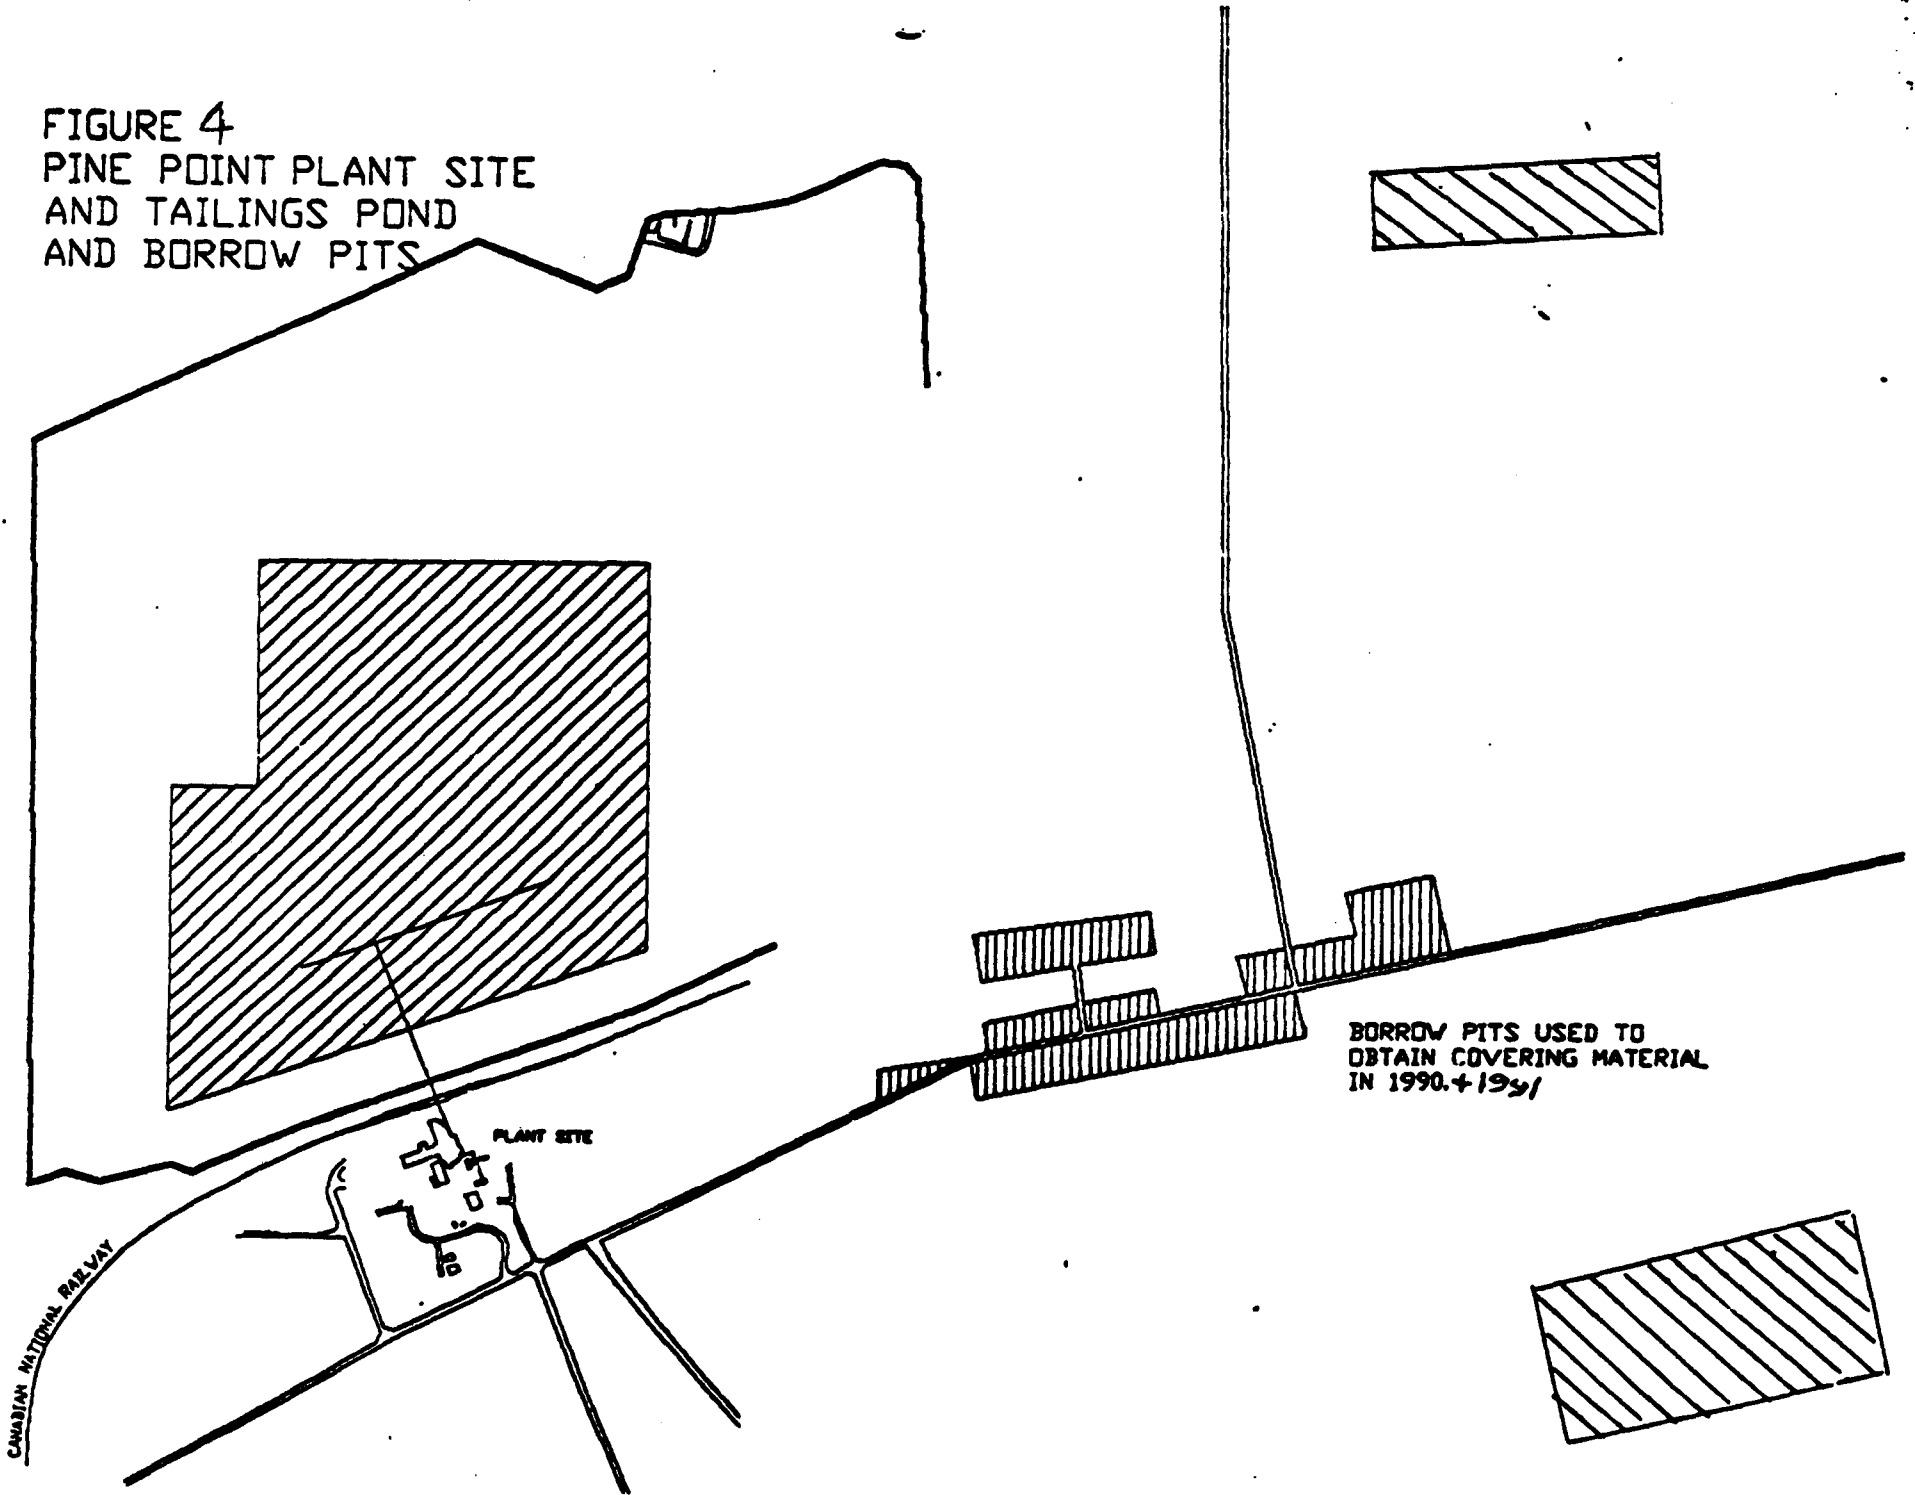 FIGURE 4
PINE POINT PLANT SITE
AND TAILINGS POND
AND BORROW PITS
PLANT SITE
BORROW PITS USED TO
OBTAIN COVERING MATERIAL
IN 1990.+1991
CANADIAN NATIONAL RAILWAY